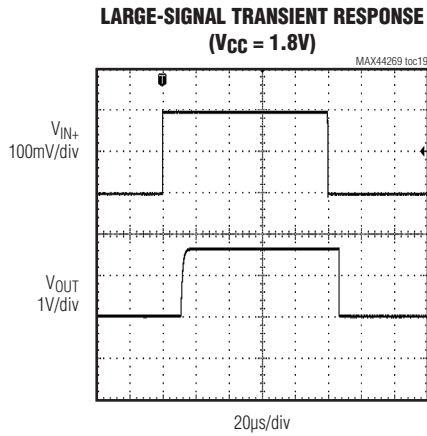 LARGE-SIGNAL TRANSIENT RESPONSE
(VCC = 1.8V)
MAX44269 toc19
T
VIN+
100mV/div
VOUT
1V/div
20µs/div